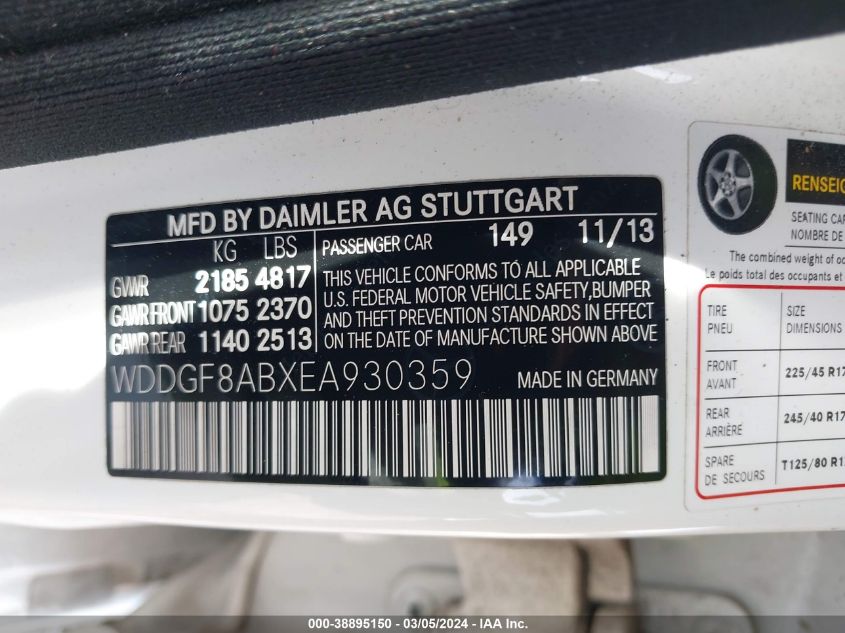 MFD BY DAIMLER AG STUTTGART
KG LBS
PASSENGER CAR 149 11/13
GVWR 2185 4817
GAWR FRONT 1075 2370
GAWR REAR 1140 2513
THIS VEHICLE CONFORMS TO ALL APPLICABLE
U.S. FEDERAL MOTOR VEHICLE SAFETY,BUMPER
AND THEFT PREVENTION STANDARDS IN EFFECT
ON THE DATE OF MANUFACTURE SHOWN ABOVE
WDDGF8ABXEA930359 MADE IN GERMANY
SEATING
NOMBRE DE
The combined weight of
Le poids total des occupants et
TIRE SIZE
PNEU DIMENSIONS
FRONT
AVANT 225/45 R17
REAR
ARRIÈRE 245/40 R17
SPARE
DE SECOURS T125/80
000-38895150 — 03/05/2024 — IAA Inc.